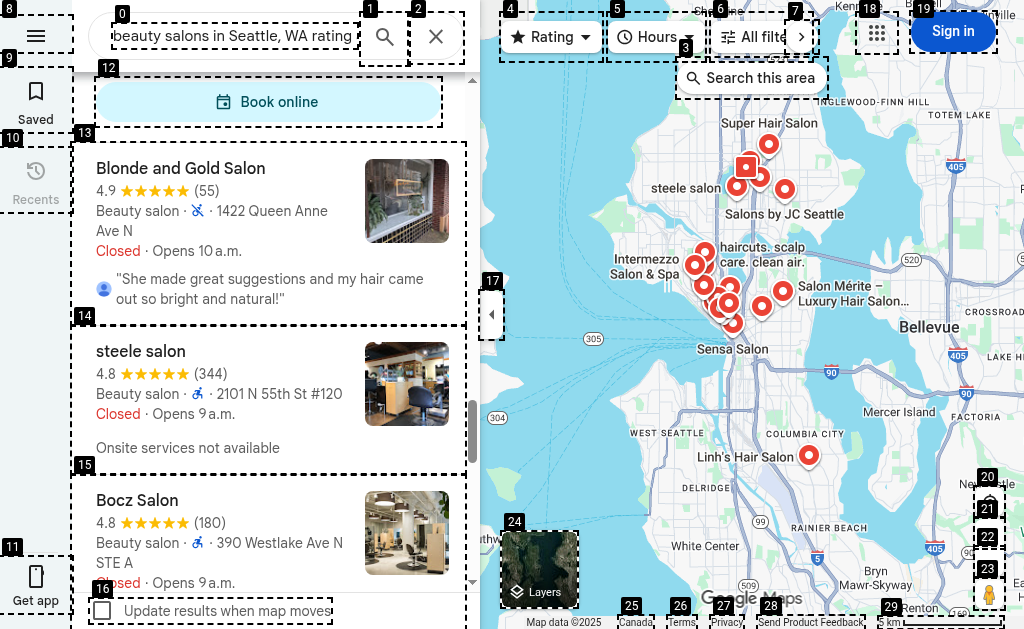 beauty salons in Seattle, WA rating
Rating
Hours
All filte
Sign in
Search this area
Saved
Recents
Get app
Book online
Blonde and Gold Salon
4.9 (55)
Beauty salon · 1422 Queen Anne
Ave N
Closed · Opens 10 a.m.
"She made great suggestions and my hair came
out so bright and natural!"
steele salon
4.8 (344)
Beauty salon · 2101 N 55th St #120
Closed · Opens 9 a.m.
Onsite services not available
Bocz Salon
4.8 (180)
Beauty salon · 390 Westlake Ave N
STE A
Closed · Opens 9 a.m.
Update results when map moves
INGLEWOOD-FINN HILL
TOTEM LAKE
Super Hair Salon
405
steele salon
Salons by JC Seattle
haircuts. scalp
care. clean air.
Intermezzo
Salon & Spa
520
Salon Mérite –
Luxury Hair Salon...
CROSSROAD
Bellevue
305
Sensa Salon
405
LAKE H
90
90
304
Mercer Island
FACTORIA
WEST SEATTLE
COLUMBIA CITY
Linh's Hair Salon
DELRIDGE
99
RAINIER BEACH
White Center
5
405
Bryn
Mawr-Skyway
509
Renton
Layers
Google Maps
Map data ©2025
Canada
Terms
Privacy
Send Product Feedback
5 km
0
1
2
3
4
5
6
7
8
9
10
11
12
13
14
15
16
17
18
19
20
21
22
23
24
25
26
27
28
29